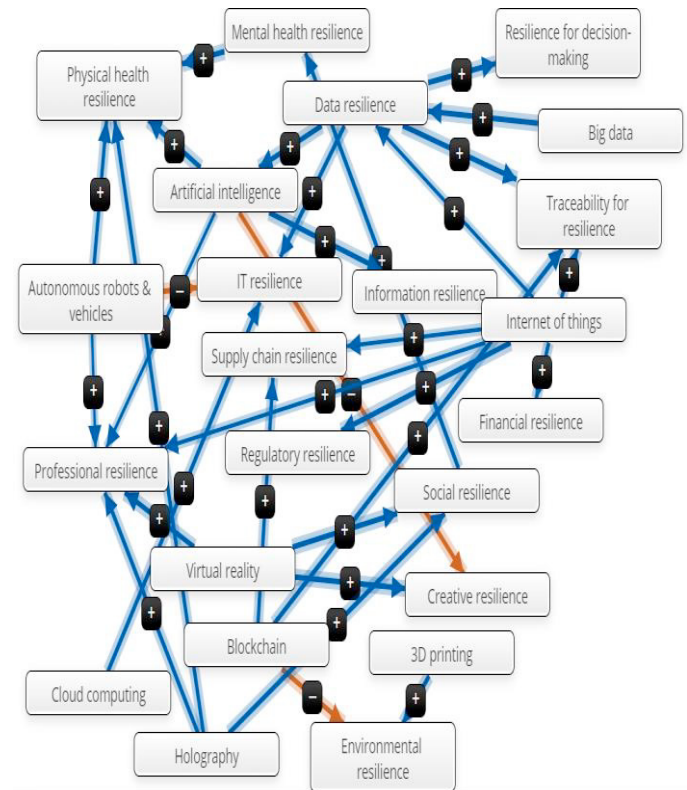 Mental health resilience
Resilience for decision-
making
Physical health
resilience
+
+
Data resilience
+
Big data
+
+
+
Artificial intelligence
+
+
Traceability for
resilience
+
+
+
+
IT resilience
Autonomous robots &
vehicles
−
Information resilience
+
Internet of things
+
Supply chain resilience
+
+
+
+
−
+
Financial resilience
+
+
Regulatory resilience
Professional resilience
+
+
Social resilience
+
+
Virtual reality
+
Creative resilience
+
+
Blockchain
3D printing
Cloud computing
−
+
Holography
Environmental
resilience